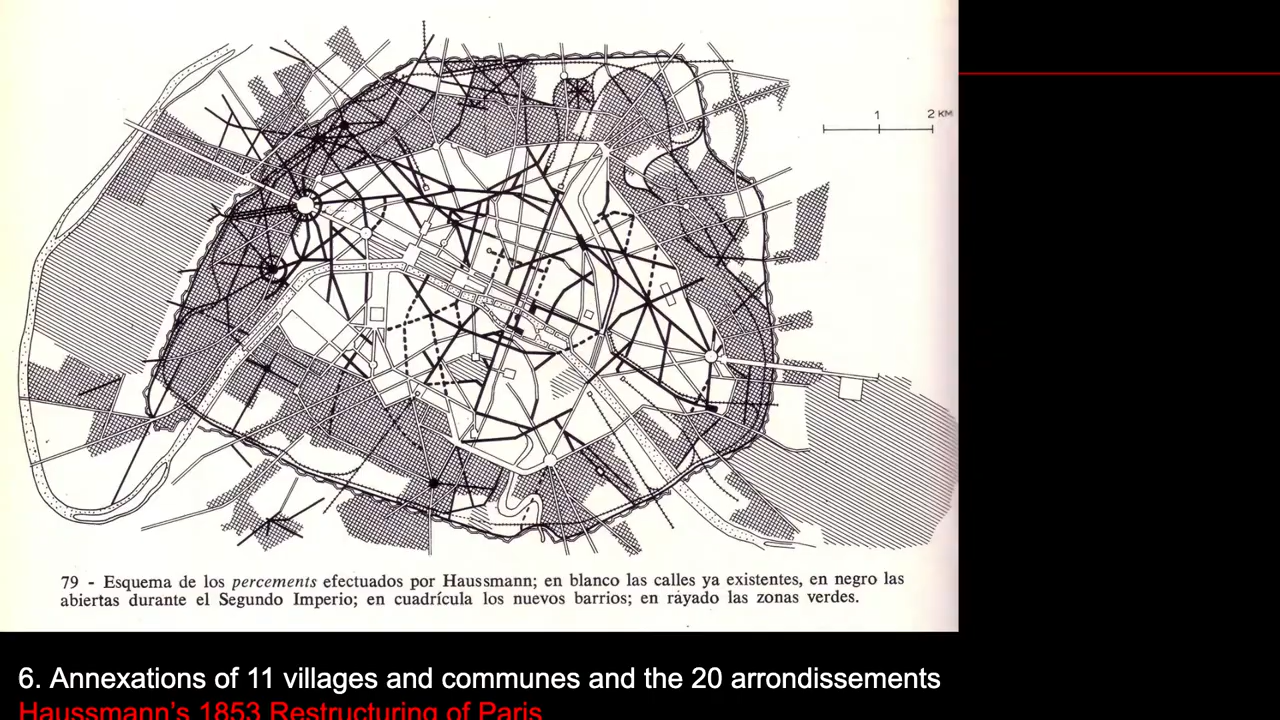 1 2 KM
79 - Esquema de los percements efectuados por Haussmann; en blanco las calles ya existentes, en negro las
abiertas durante el Segundo Imperio; en cuadrícula los nuevos barrios; en rayado las zonas verdes.
6. Annexations of 11 villages and communes and the 20 arrondissements
Haussmann's 1853 Restructuring of Paris